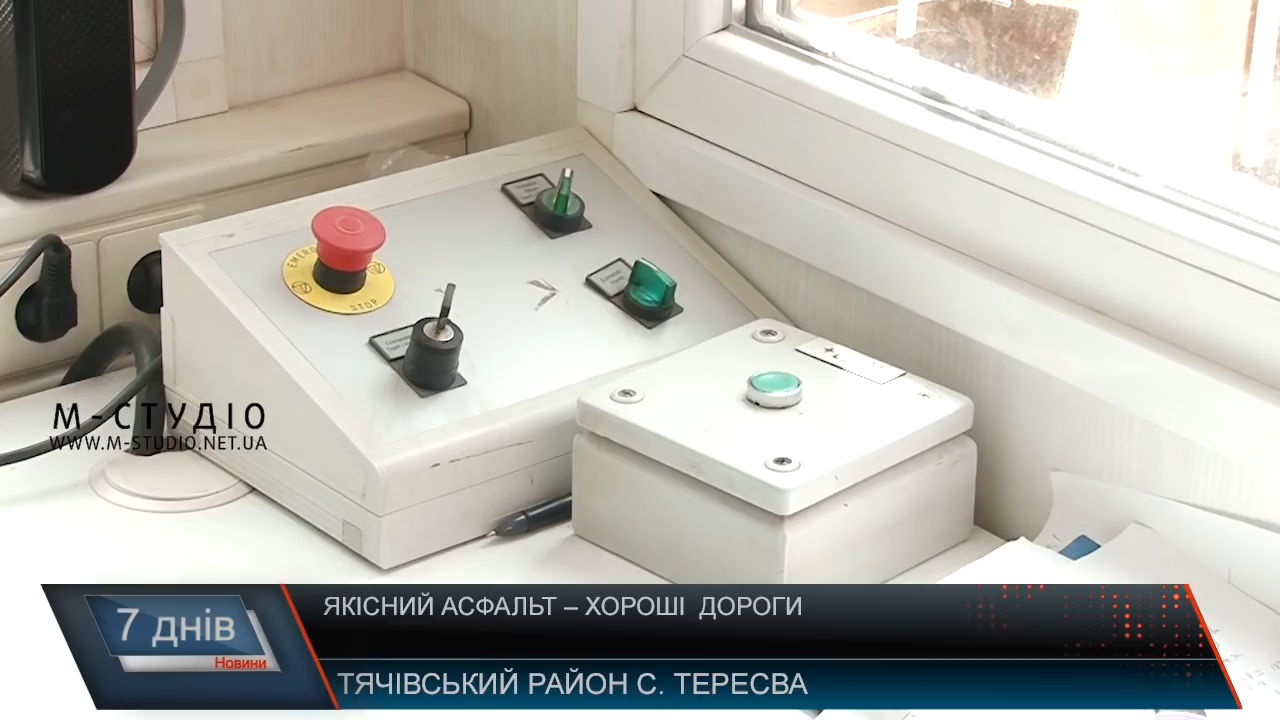 EMERGENCY
STOP
М-СТУДІО
WWW.M-STUDIO.NET.UA
7 днів
Новини
ЯКІСНИЙ АСФАЛЬТ – ХОРОШІ ДОРОГИ
ТЯЧІВСЬКИЙ РАЙОН С. ТЕРЕСВА